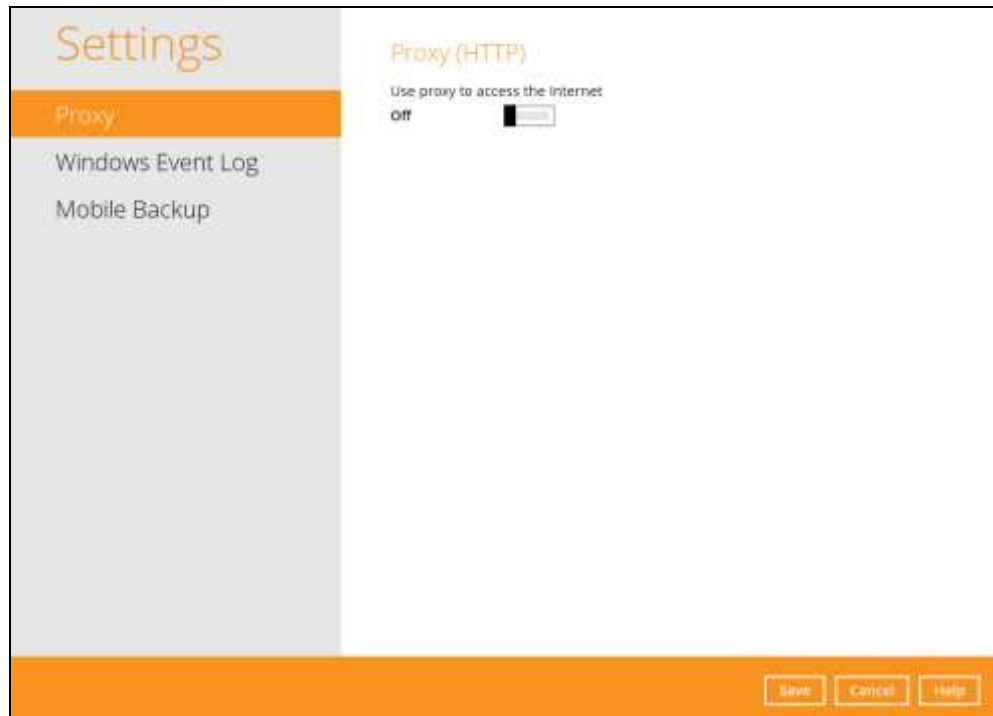 Settings
Proxy
Windows Event Log
Mobile Backup
Proxy (HTTP)
Use proxy to access the Internet
Off
Save
Cancel
Help